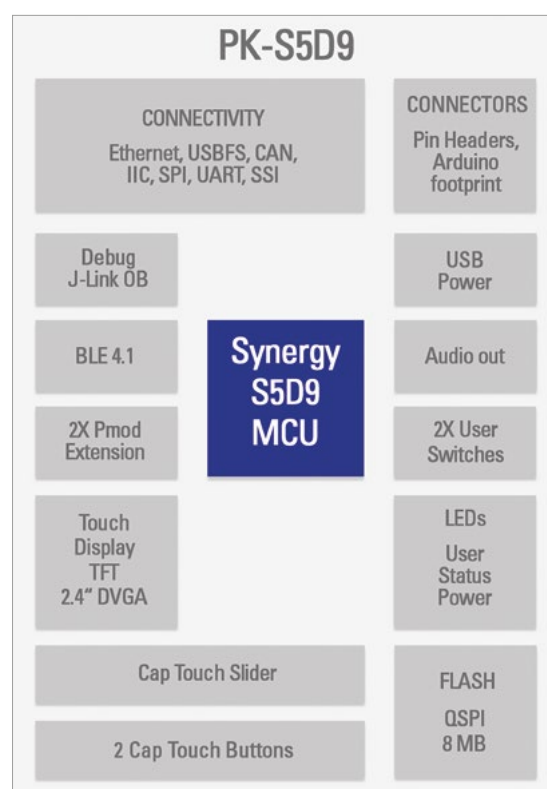 PK-S5D9
CONNECTIVITY
Ethernet, USBFS, CAN,
IIC, SPI, UART, SSI
CONNECTORS
Pin Headers,
Arduino
footprint
Debug
J-Link OB
USB
Power
BLE 4.1
Synergy
S5D9
MCU
Audio out
2X Pmod
Extension
2X User
Switches
Touch
Display
TFT
2.4” DVGA
LEDs
User
Status
Power
Cap Touch Slider
FLASH
QSPI
8 MB
2 Cap Touch Buttons